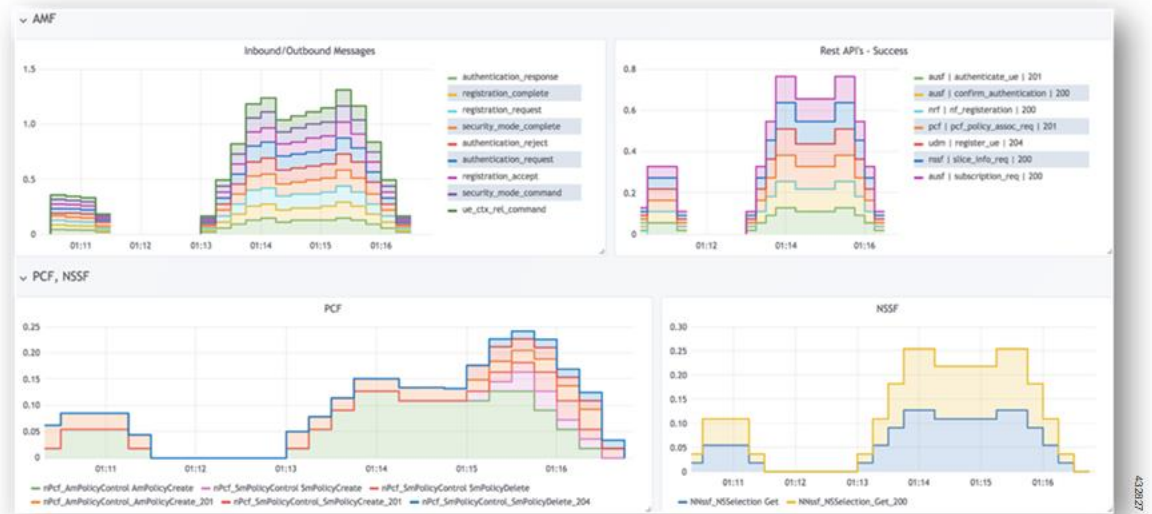 AMF
Inbound/Outbound Messages
1.5
1.0
0.5
0
01:11 01:12 01:13 01:14 01:15 01:16
authentication_response
registration_complete
registration_request
security_mode_complete
authentication_reject
authentication_request
registration_accept
security_mode_command
ue_ctx_rel_command
Rest API's - Success
0.8
0.6
0.4
0.2
0
01:12 01:14 01:16
ausf | authenticate_ue | 201
ausf | confirm_authentication | 200
nrf | nf_registeration | 200
pcf | pcf_policy_assoc_req | 201
udm | register_ue | 204
nssf | slice_info_req | 200
ausf | subscription_req | 200
PCF, NSSF
PCF
0.25
0.20
0.15
0.10
0.05
0
01:11 01:12 01:13 01:14 01:15 01:16
nPcf_AmPolicyControl AmPolicyCreate nPcf_SmPolicyControl SmPolicyCreate nPcf_SmPolicyControl SmPolicyDelete
nPcf_AmPolicyControl_AmPolicyCreate_201 nPcf_SmPolicyControl_SmPolicyCreate_201 nPcf_SmPolicyControl_SmPolicyDelete_204
NSSF
0.30
0.25
0.20
0.15
0.10
0.05
0
01:11 01:12 01:13 01:14 01:15 01:16
NNssf_NSSelection Get NNssf_NSSelection_Get_200
432827